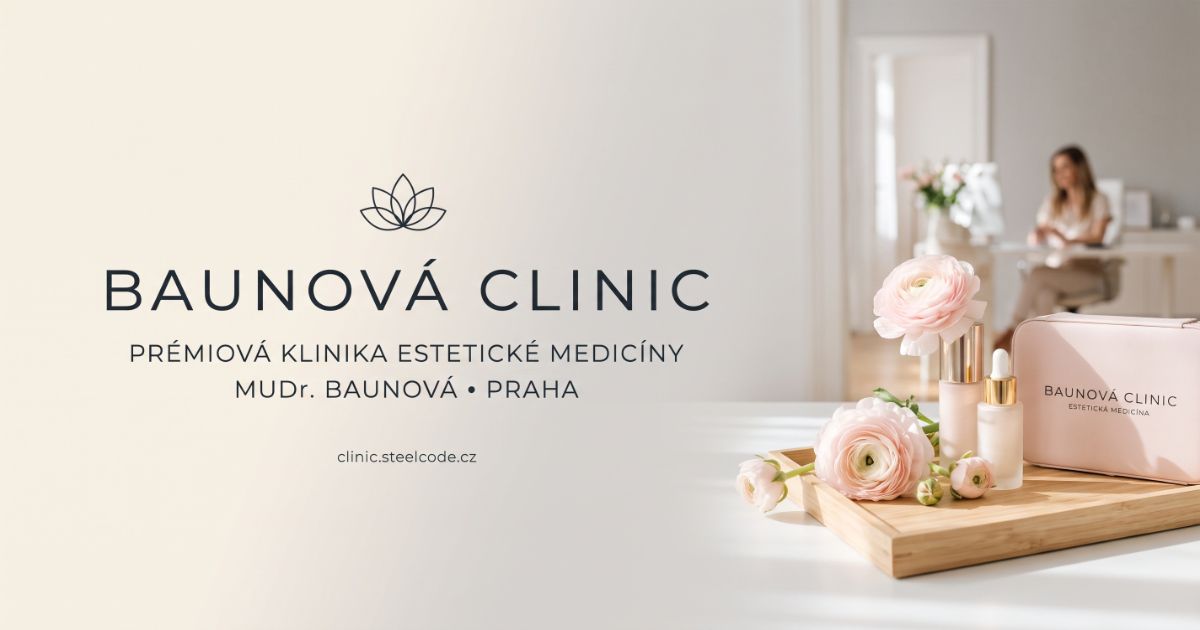 BAUNOVÁ CLINIC
PRÉMIOVÁ KLINIKA ESTETICKÉ MEDICÍNY
MUDr. BAUNOVÁ • PRAHA
clinic.steelcode.cz
BAUNOVÁ CLINIC
ESTETICKÁ MEDICÍNA